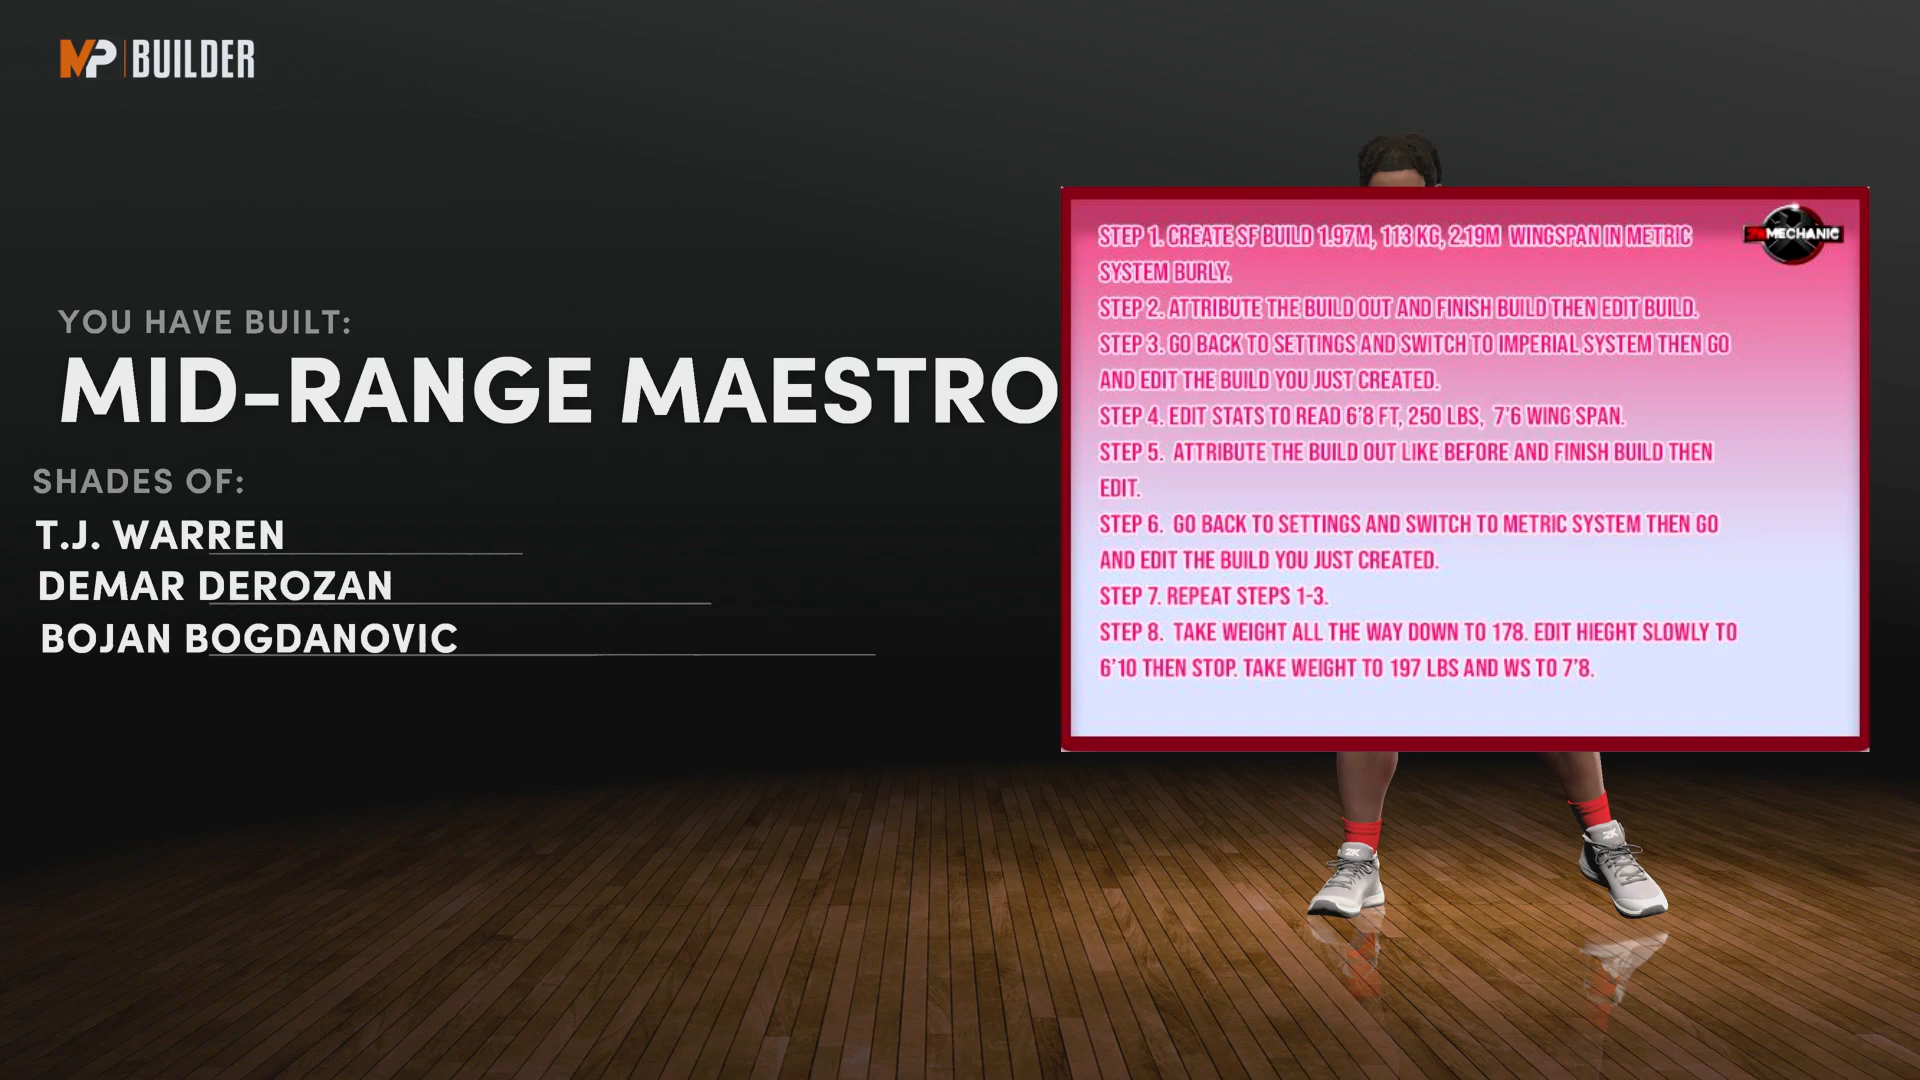 MP BUILDER
YOU HAVE BUILT:
MID-RANGE MAESTRO
SHADES OF:
T.J. WARREN
DEMAR DEROZAN
BOJAN BOGDANOVIC
MECHANIC
STEP 1. CREATE SF BUILD 1.97M, 113 KG, 2.19M WINGSPAN IN METRIC
SYSTEM BURLY.
STEP 2. ATTRIBUTE THE BUILD OUT AND FINISH BUILD THEN EDIT BUILD.
STEP 3. GO BACK TO SETTINGS AND SWITCH TO IMPERIAL SYSTEM THEN GO
AND EDIT THE BUILD YOU JUST CREATED.
STEP 4. EDIT STATS TO READ 6'8 FT, 250 LBS, 7'6 WING SPAN.
STEP 5. ATTRIBUTE THE BUILD OUT LIKE BEFORE AND FINISH BUILD THEN
EDIT.
STEP 6. GO BACK TO SETTINGS AND SWITCH TO METRIC SYSTEM THEN GO
AND EDIT THE BUILD YOU JUST CREATED.
STEP 7. REPEAT STEPS 1-3.
STEP 8. TAKE WEIGHT ALL THE WAY DOWN TO 178. EDIT HIEGHT SLOWLY TO
6'10 THEN STOP. TAKE WEIGHT TO 197 LBS AND WS TO 7'8.
2K
2K